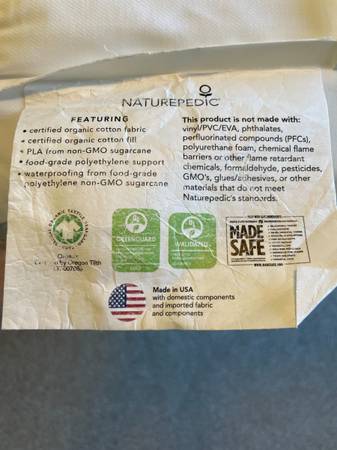 NATUREPEDIC
FEATURING
• certified organic cotton fabric
• certified organic cotton fill
• PLA from non-GMO sugarcane
• food-grade polyethylene support
• waterproofing from food-grade
polyethylene non-GMO sugarcane
This product is not made with:
vinyl/PVC/EVA, phthalates,
perfluorinated compounds (PFCs),
polyurethane foam, chemical flame
barriers or other flame retardant
chemicals, formaldehyde, pesticides,
GMO's, glues/adhesives, or other
materials that do not meet
Naturepedic's standards.
GREENGUARD
VALIDATED
MADE
SAFE
by Oregon Tilth
Made in USA
with domestic components
and imported fabric
and components